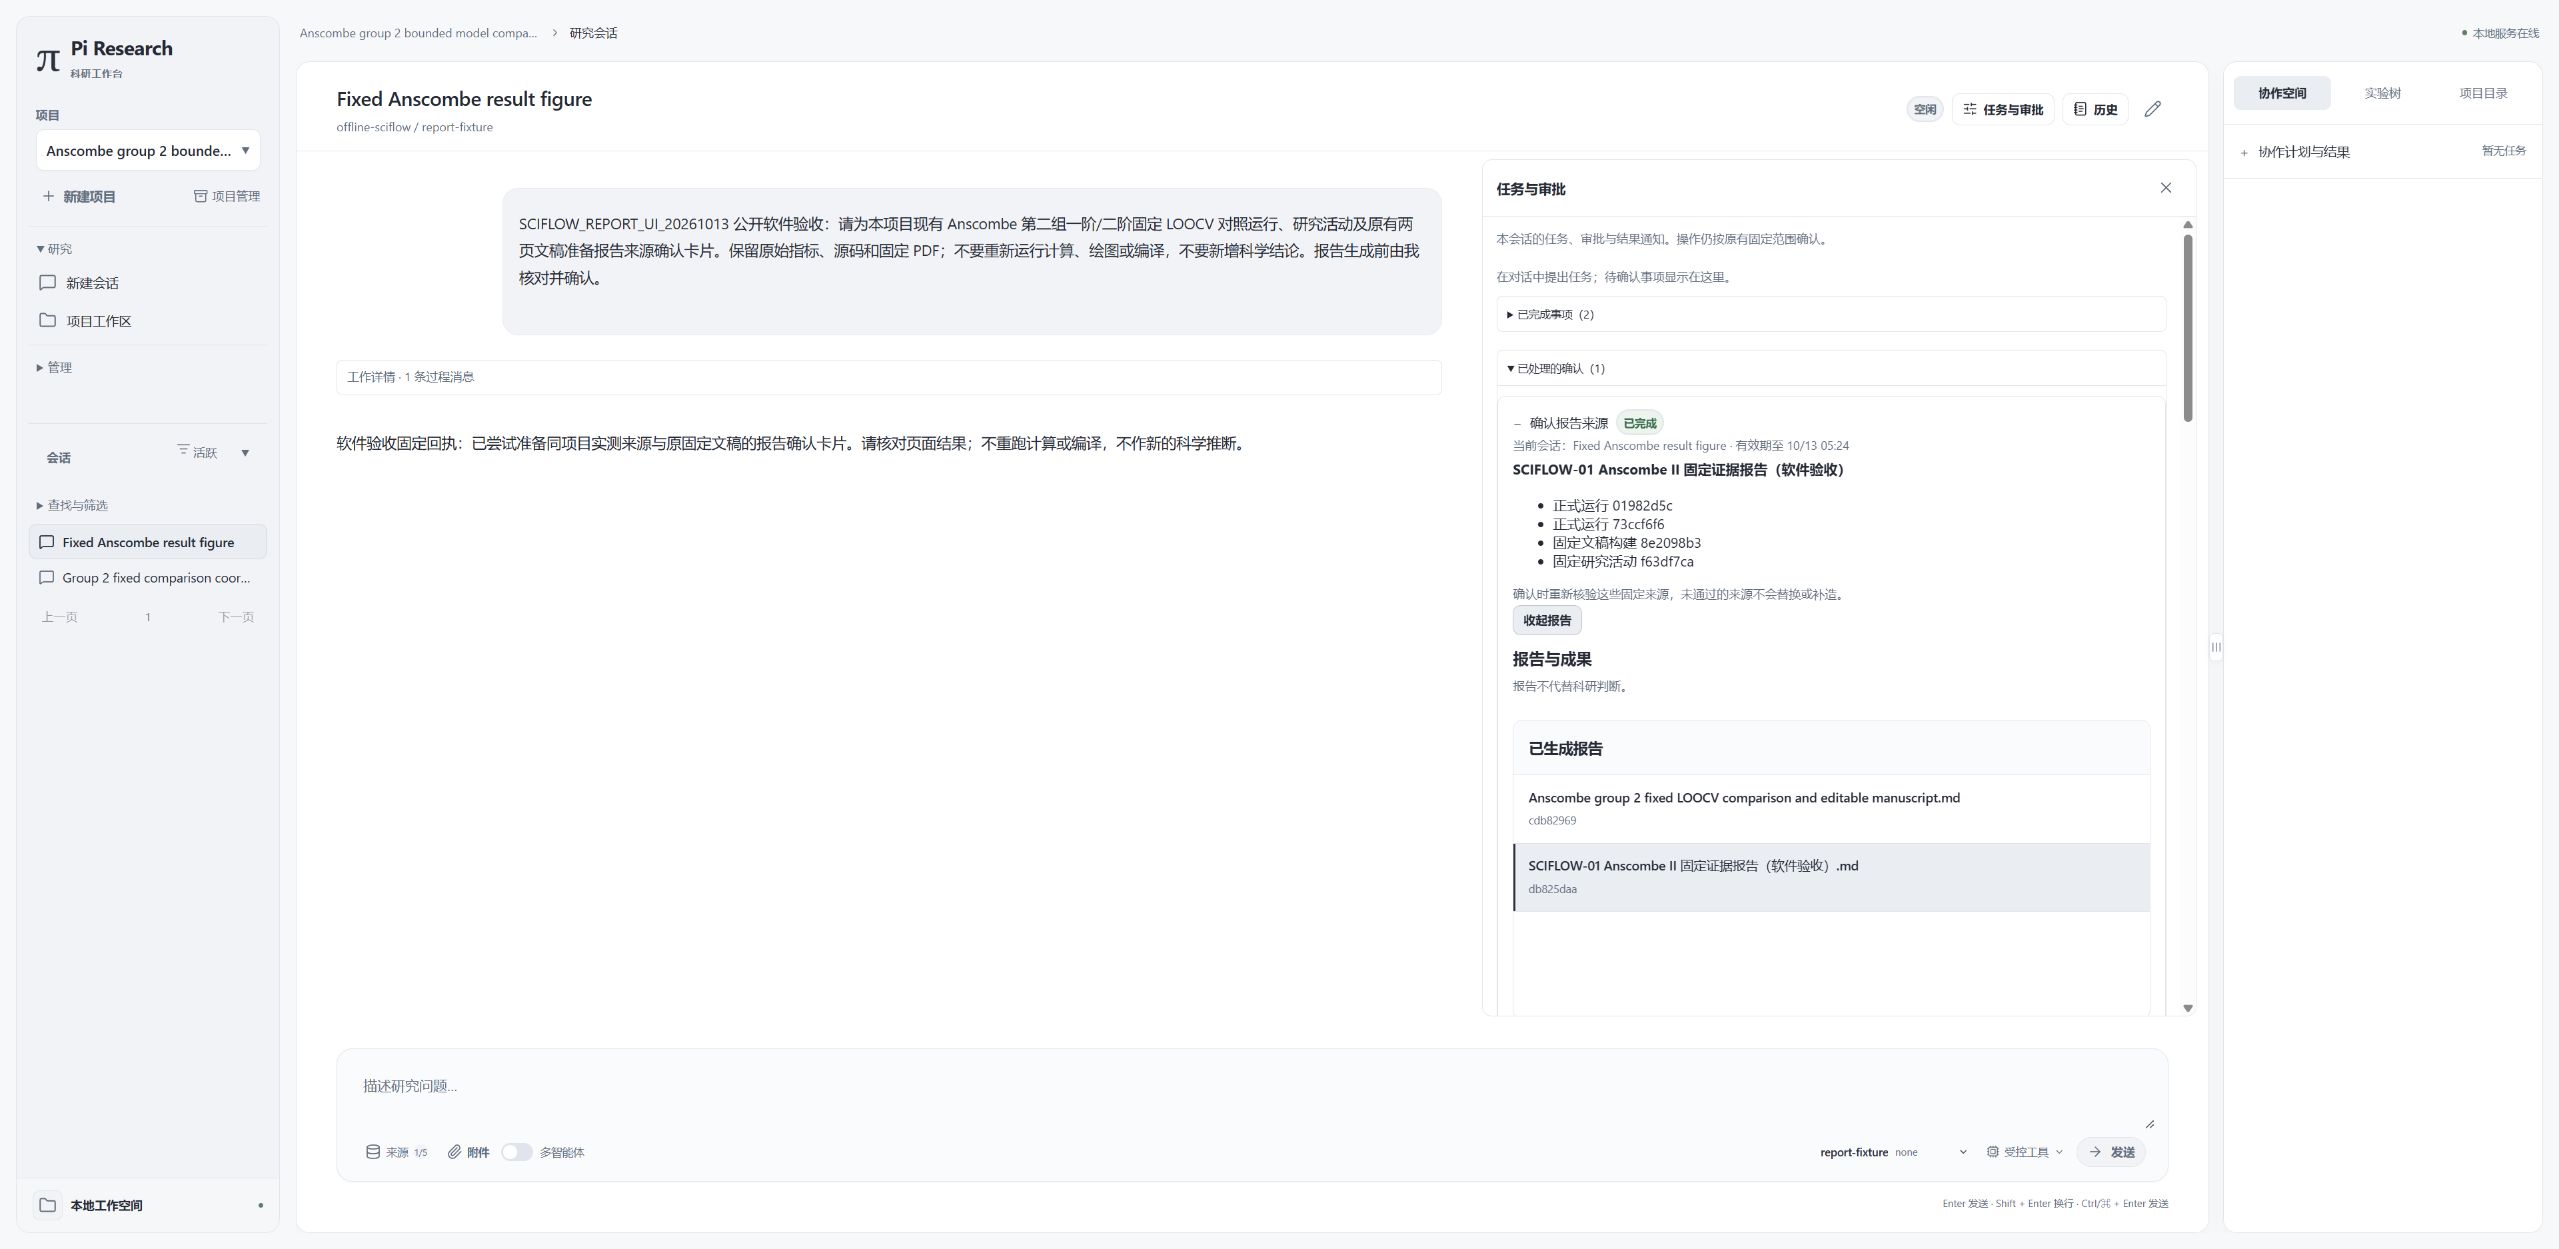 Pi Research
科研工作台
项目
Anscombe group 2 bounde...
新建项目
项目管理
研究
新建会话
项目工作区
管理
会话
活跃
查找与筛选
Fixed Anscombe result figure
Group 2 fixed comparison coor...
上一页
1
下一页
本地工作空间
Anscombe group 2 bounded model compa...
研究会话
本地服务在线
Fixed Anscombe result figure
offline-sciflow / report-fixture
空闲
任务与审批
历史
SCIFLOW_REPORT_UI_20261013 公开软件验收：请为本项目现有 Anscombe 第二组一阶/二阶固定 LOOCV 对照运行、研究活动及原有两
页文稿准备报告来源确认卡片。保留原始指标、源码和固定 PDF；不要重新运行计算、绘图或编译，不要新增科学结论。报告生成前由我
核对并确认。
工作详情 · 1 条过程消息
软件验收固定回执：已尝试准备同项目实测来源与原固定文稿的报告确认卡片。请核对页面结果；不重跑计算或编译，不作新的科学推断。
任务与审批
本会话的任务、审批与结果通知。操作仍按原有固定范围确认。
在对话中提出任务；待确认事项显示在这里。
已完成事项（2）
已处理的确认（1）
确认报告来源
已完成
当前会话：Fixed Anscombe result figure · 有效期至 10/13 05:24
SCIFLOW-01 Anscombe II 固定证据报告（软件验收）
正式运行 01982d5c
正式运行 73ccf6f6
固定文稿构建 8e2098b3
固定研究活动 f63df7ca
确认时重新核验这些固定来源，未通过的来源不会替换或补造。
收起报告
报告与成果
报告不代替科研判断。
已生成报告
Anscombe group 2 fixed LOOCV comparison and editable manuscript.md
cdb82969
SCIFLOW-01 Anscombe II 固定证据报告（软件验收）.md
db825daa
描述研究问题...
来源 1/5
附件
多智能体
report-fixture none
受控工具
发送
Enter 发送 · Shift + Enter 换行 · Ctrl/⌘ + Enter 发送
协作空间
实验树
项目目录
+ 协作计划与结果
暂无任务